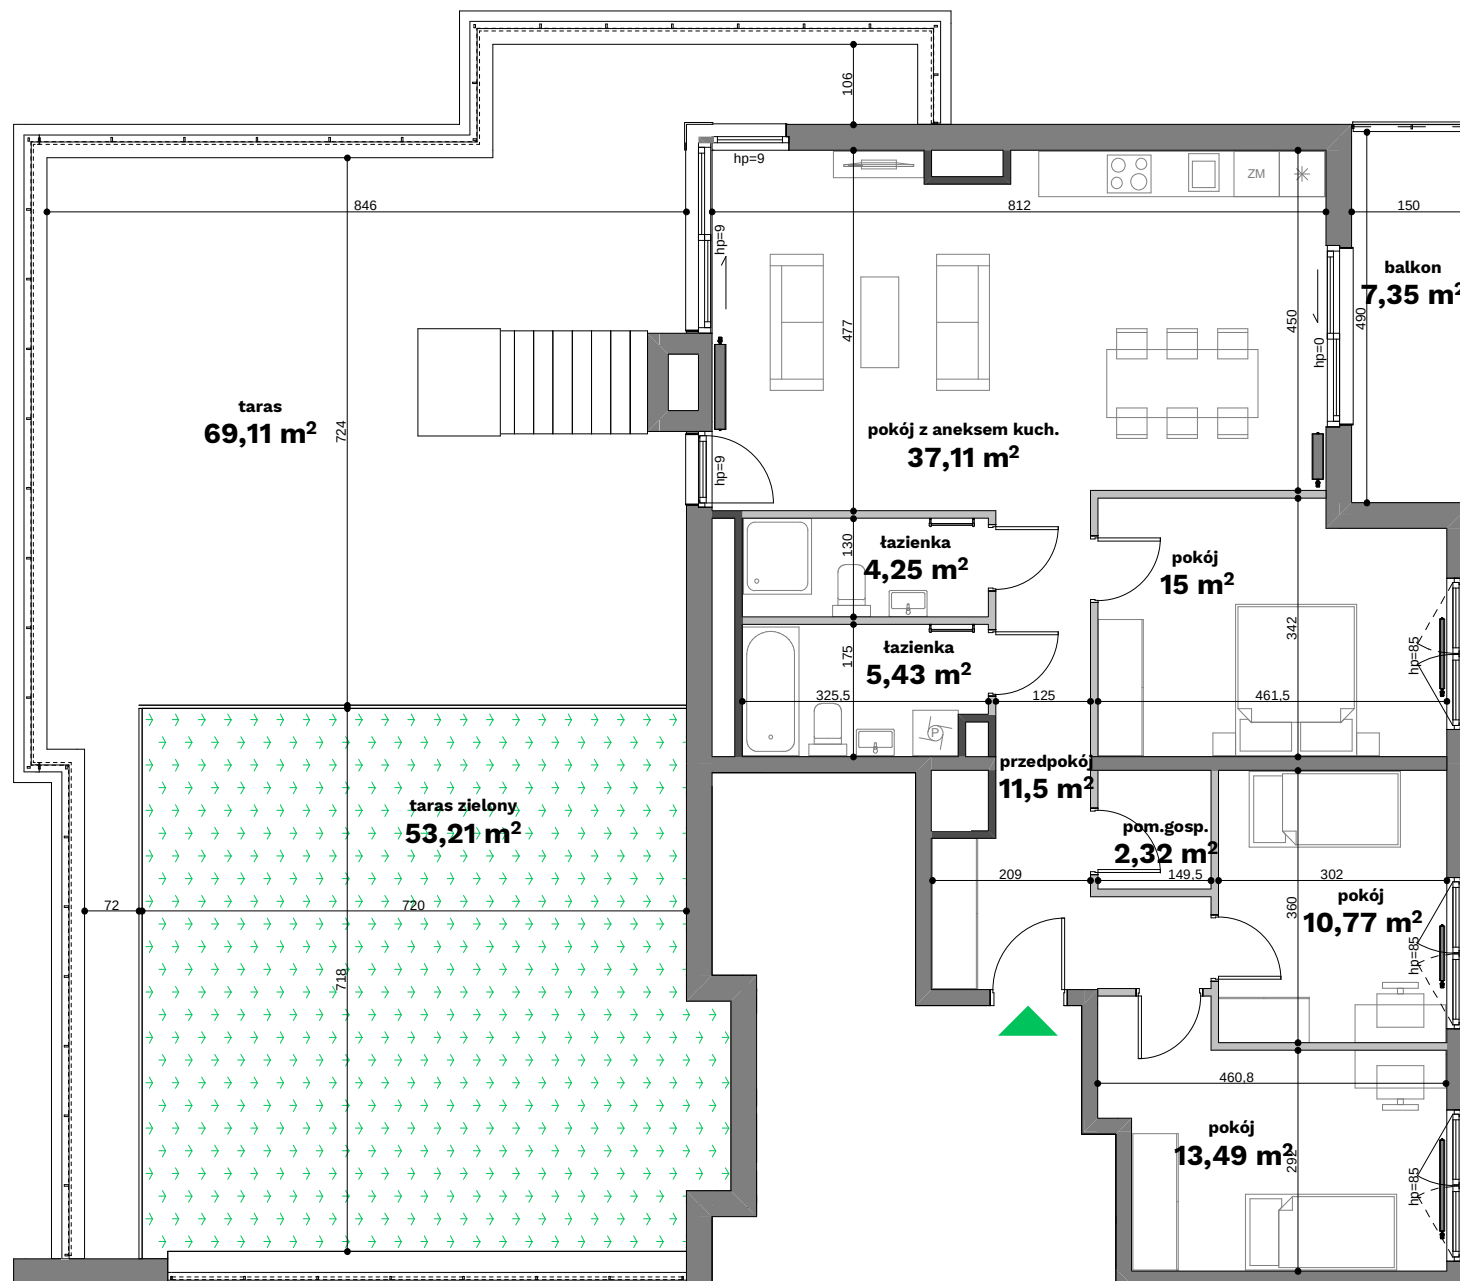 106
hp=9
ZM
846
812
150
hp=9
balkon
7,35 m²
477
450
490
hp=0
taras
69,11 m²
724
pokój z aneksem kuch.
37,11 m²
hp=9
130
łazienka
4,25 m²
pokój
15 m²
342
hp=85
175
łazienka
5,43 m²
325,5
125
461,5
P
przedpokój
11,5 m²
taras zielony
53,21 m²
pom.gosp.
2,32 m²
209
149,5
302
pokój
10,77 m²
360
hp=85
72
720
718
460,8
pokój
13,49 m²
292
hp=85